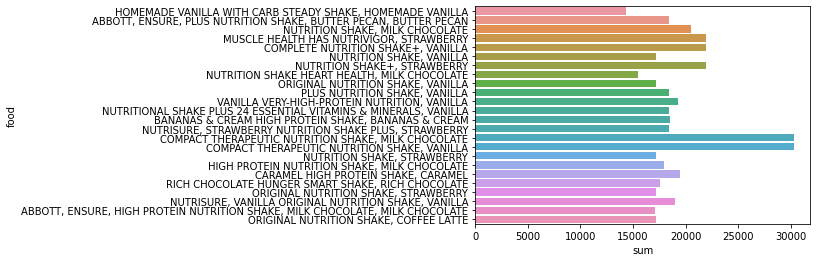 HOMEMADE VANILLA WITH CARB STEADY SHAKE, HOMEMADE VANILLA
ABBOTT, ENSURE, PLUS NUTRITION SHAKE, BUTTER PECAN, BUTTER PECAN
NUTRITION SHAKE, MILK CHOCOLATE
MUSCLE HEALTH HAS NUTRIVIGOR, STRAWBERRY
COMPLETE NUTRITION SHAKE+, VANILLA
NUTRITION SHAKE, VANILLA
NUTRITION SHAKE+, STRAWBERRY
NUTRITION SHAKE HEART HEALTH, MILK CHOCOLATE
ORIGINAL NUTRITION SHAKE, VANILLA
PLUS NUTRITION SHAKE, VANILLA
VANILLA VERY-HIGH-PROTEIN NUTRITION, VANILLA
NUTRITIONAL SHAKE PLUS 24 ESSENTIAL VITAMINS & MINERALS, VANILLA
BANANAS & CREAM HIGH PROTEIN SHAKE, BANANAS & CREAM
NUTRISURE, STRAWBERRY NUTRITION SHAKE PLUS, STRAWBERRY
COMPACT THERAPEUTIC NUTRITION SHAKE, MILK CHOCOLATE
COMPACT THERAPEUTIC NUTRITION SHAKE, VANILLA
NUTRITION SHAKE, STRAWBERRY
HIGH PROTEIN NUTRITION SHAKE, MILK CHOCOLATE
CARAMEL HIGH PROTEIN SHAKE, CARAMEL
RICH CHOCOLATE HUNGER SMART SHAKE, RICH CHOCOLATE
ORIGINAL NUTRITION SHAKE, STRAWBERRY
NUTRISURE, VANILLA ORIGINAL NUTRITION SHAKE, VANILLA
ABBOTT, ENSURE, HIGH PROTEIN NUTRITION SHAKE, MILK CHOCOLATE, MILK CHOCOLATE
ORIGINAL NUTRITION SHAKE, COFFEE LATTE
food
0 5000 10000 15000 20000 25000 30000
sum